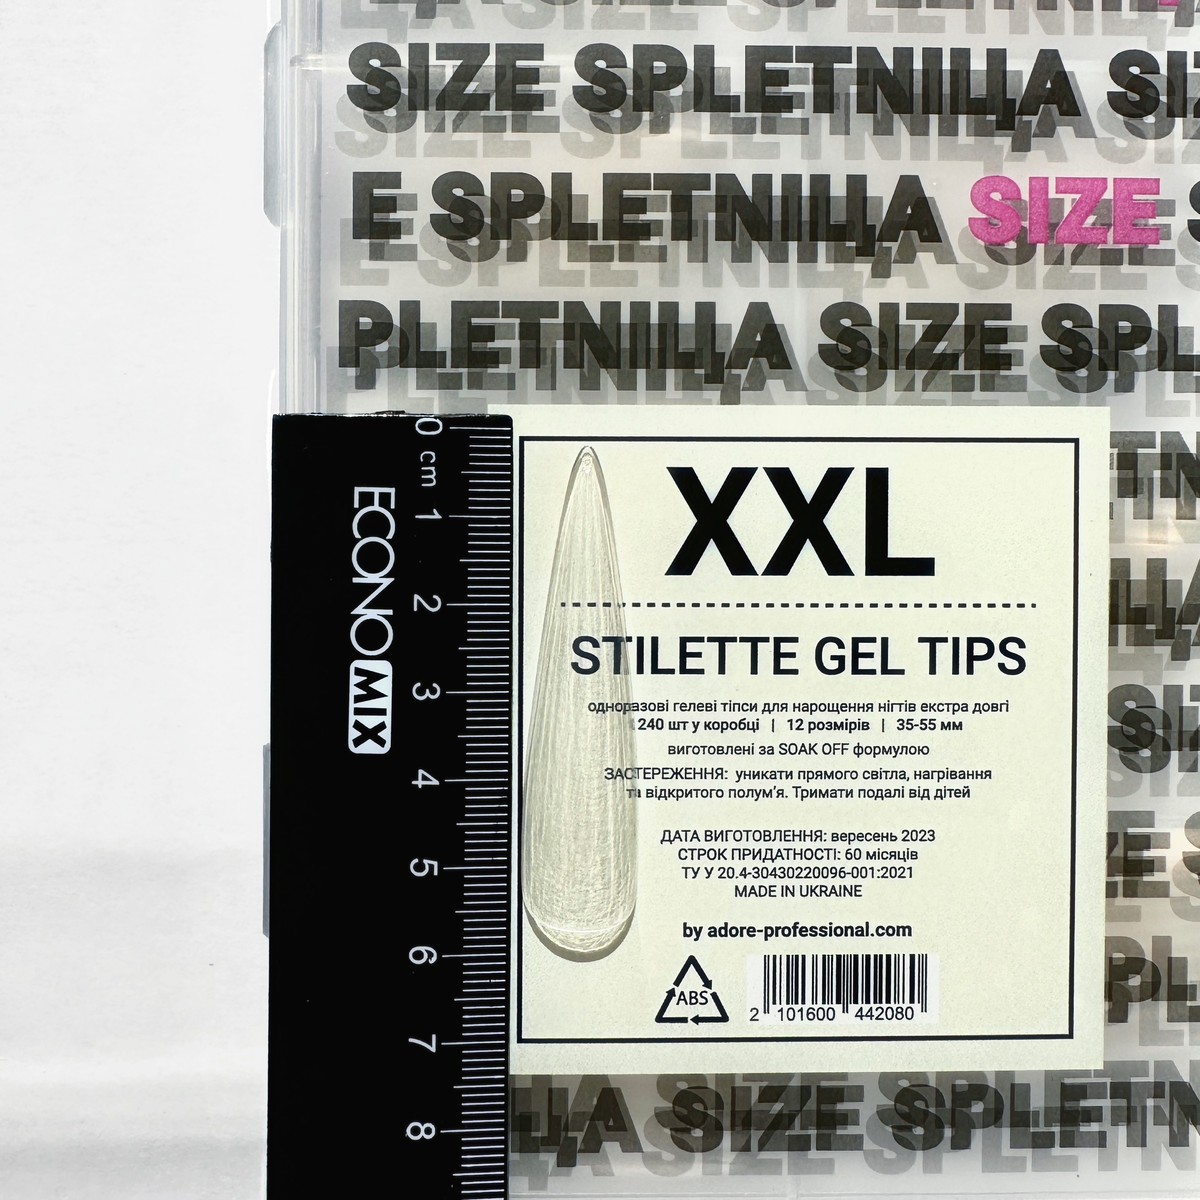 SIZE SPLETNIЦA SI
E SPLETNIЦA SIZE S
PLETNIЦA SIZE SPL
0 cm 1 2 3 4 5 6 7 8
ECONOMIX
XXL
STILETTE GEL TIPS
одноразові гелеві тіпси для нарощення нігтів екстра довгі
240 шт у коробці | 12 розмірів | 35-55 мм
виготовлені за SOAK OFF формулою
ЗАСТЕРЕЖЕННЯ: уникати прямого світла, нагрівання
та відкритого полум'я. Тримати подалі від дітей
ДАТА ВИГОТОВЛЕННЯ: вересень 2023
СТРОК ПРИДАТНОСТІ: 60 місяців
ТУ У 20.4-30430220096-001:2021
MADE IN UKRAINE
by adore-professional.com
ABS
2 101600 442080
ЦA SIZE SPLETN